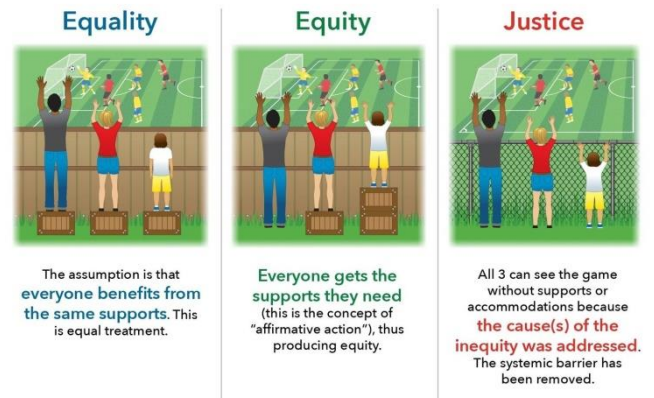 Equality
The assumption is that
everyone benefits from
the same supports. This
is equal treatment.
Equity
Everyone gets the
supports they need
(this is the concept of
"affirmative action"), thus
producing equity.
Justice
All 3 can see the game
without supports or
accommodations because
the cause(s) of the
inequity was addressed.
The systemic barrier has
been removed.